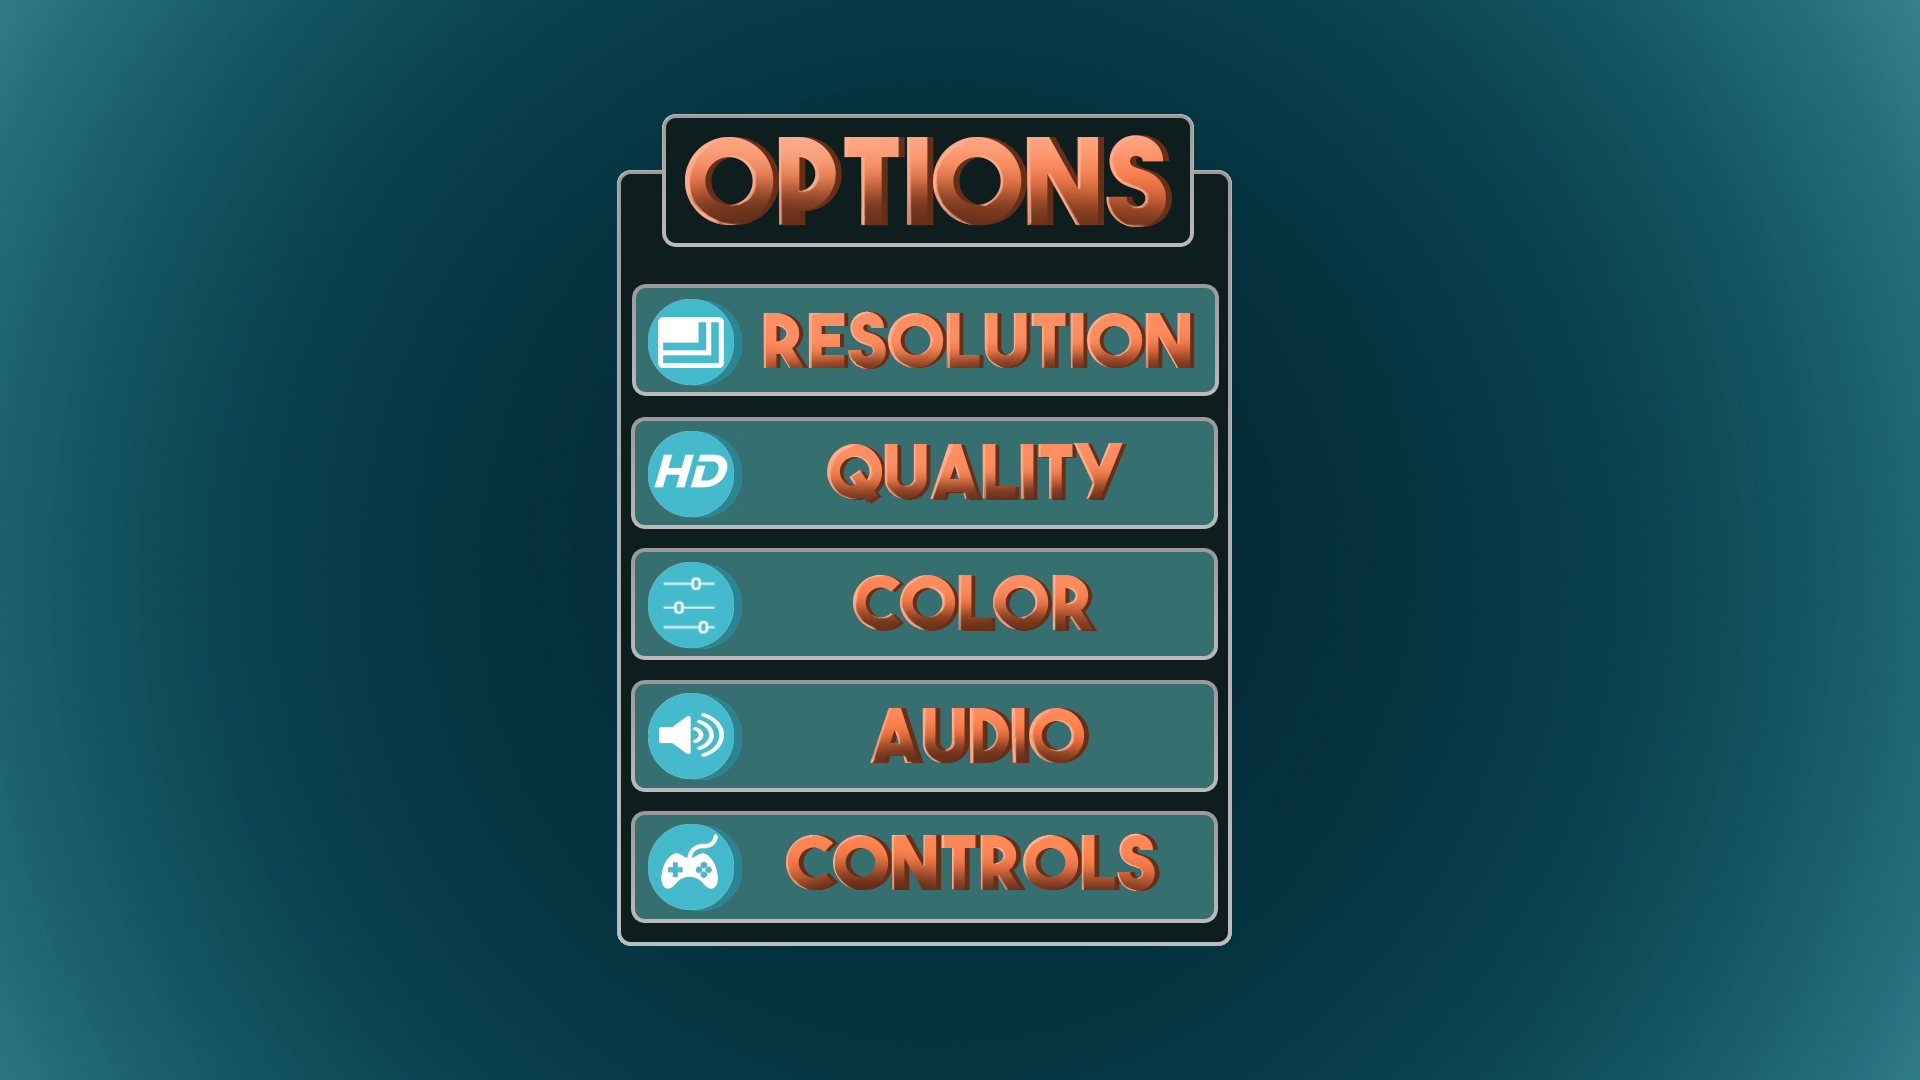 OPTIONS
RESOLUTION
HD QUALITY
COLOR
AUDIO
CONTROLS